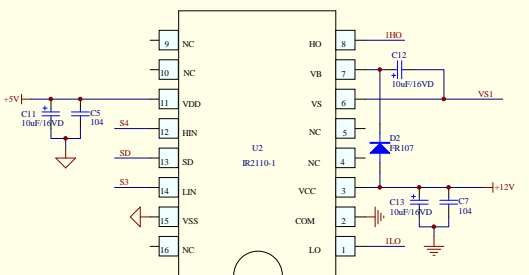 9 NC HO 8 1HO
10 NC VB 7 C12
10uF/16VD
+5V 11 VDD VS 6 VS1
C11 C5
10uF/16VD 104
S4 12 HIN NC 5
U2 D2
FR107
SD 13 SD IR2110-1 NC 4
S3 14 LIN VCC 3 +12V
C13 C7
10uF/16VD 104
15 VSS COM 2
16 NC LO 1 1LO